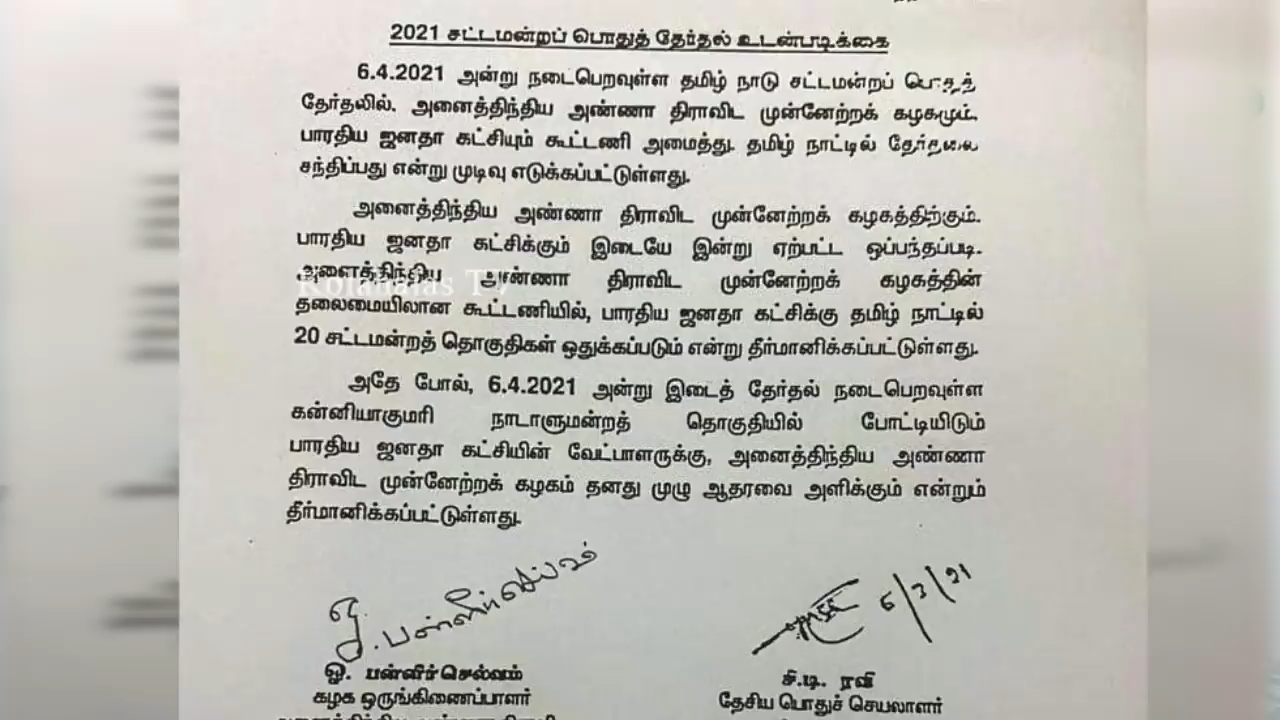 2021 சட்டமன்றப் பொதுத் தேர்தல் உடன்படிக்கை
6.4.2021 அன்று நடைபெறவுள்ள தமிழ் நாடு சட்டமன்றப் பொதுத்
தேர்தலில், அனைத்திந்திய அண்ணா திராவிட முன்னேற்றக் கழகமும்,
பாரதிய ஜனதா கட்சியும் கூட்டணி அமைத்து, தமிழ் நாட்டில் தேர்தலை
சந்திப்பது என்று முடிவு எடுக்கப்பட்டுள்ளது.
அனைத்திந்திய அண்ணா திராவிட முன்னேற்றக் கழகத்திற்கும்,
பாரதிய ஜனதா கட்சிக்கும் இடையே இன்று ஏற்பட்ட ஒப்பந்தப்படி,
அனைத்திந்திய அண்ணா திராவிட முன்னேற்றக் கழகத்தின்
தலைமையிலான கூட்டணியில், பாரதிய ஜனதா கட்சிக்கு தமிழ் நாட்டில்
20 சட்டமன்றத் தொகுதிகள் ஒதுக்கப்படும் என்று தீர்மானிக்கப்பட்டுள்ளது.
அதே போல், 6.4.2021 அன்று இடைத் தேர்தல் நடைபெறவுள்ள
கன்னியாகுமரி நாடாளுமன்றத் தொகுதியில் போட்டியிடும்
பாரதிய ஜனதா கட்சியின் வேட்பாளருக்கு, அனைத்திந்திய அண்ணா
திராவிட முன்னேற்றக் கழகம் தனது முழு ஆதரவை அளிக்கும் என்றும்
தீர்மானிக்கப்பட்டுள்ளது.
ஓ. பன்னீர்செல்வம்
5/3/21
ஓ. பன்னீர் செல்வம்
கழக ஒருங்கிணைப்பாளர்
சி.டி. ரவி
தேசிய பொதுச் செயலாளர்